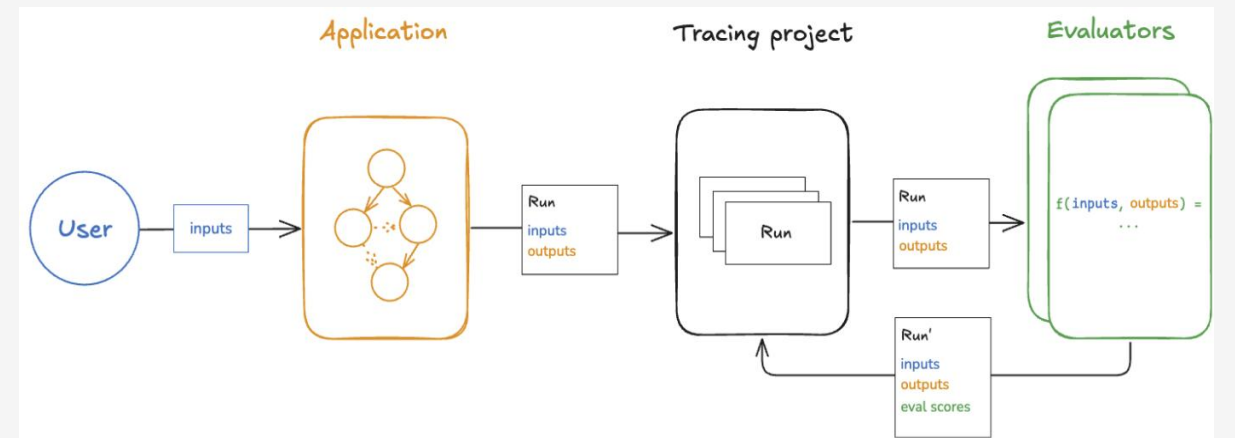 Application
Tracing project
Evaluators
User
inputs
Run
inputs
outputs
Run
Run
inputs
outputs
f(inputs, outputs) =
...
Run'
inputs
outputs
eval scores